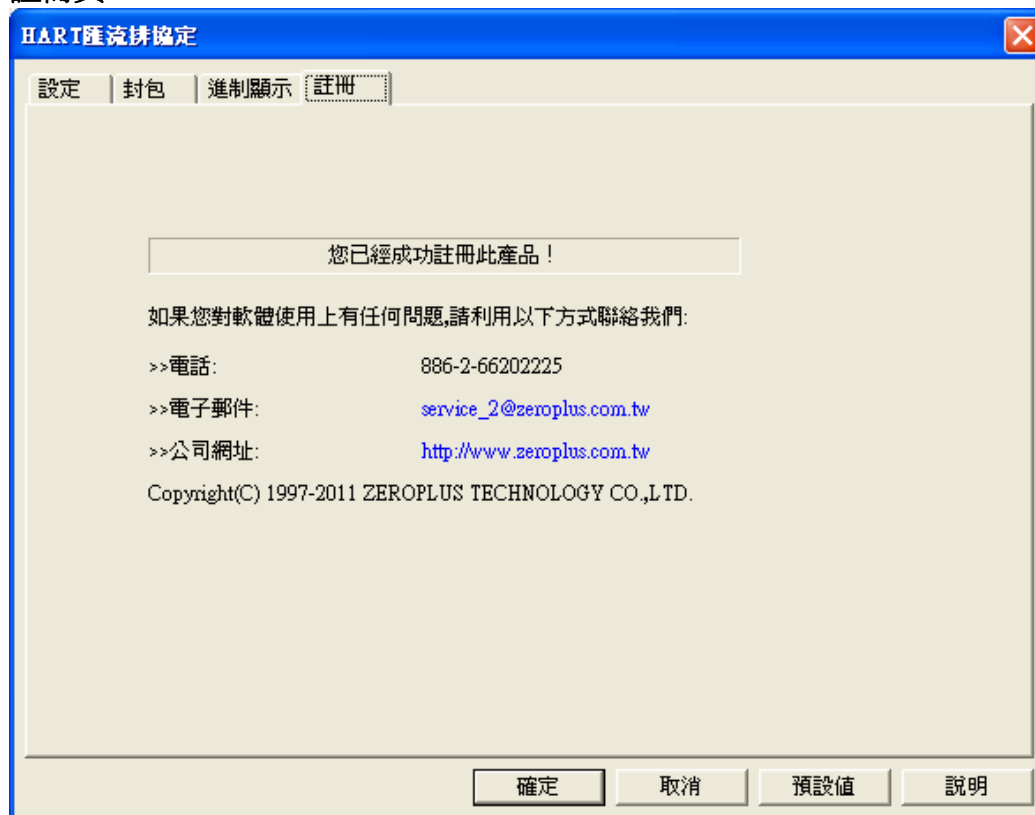 HART匯流排協定
設定 封包 進制顯示 註冊
您已經成功註冊此產品！
如果您對軟體使用上有任何問題,請利用以下方式聯絡我們:
>>電話: 886-2-66202225
>>電子郵件: service_2@zeroplus.com.tw
>>公司網址: http://www.zeroplus.com.tw
Copyright(C) 1997-2011 ZEROPLUS TECHNOLOGY CO.,LTD.
確定 取消 預設值 說明